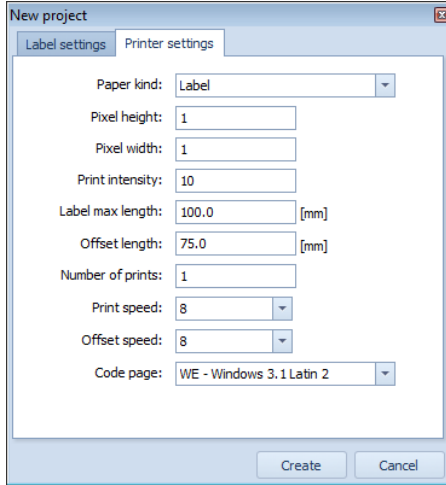 New project
Label settings Printer settings
Paper kind: Label
Pixel height: 1
Pixel width: 1
Print intensity: 10
Label max length: 100.0 [mm]
Offset length: 75.0 [mm]
Number of prints: 1
Print speed: 8
Offset speed: 8
Code page: WE - Windows 3.1 Latin 2
Create Cancel